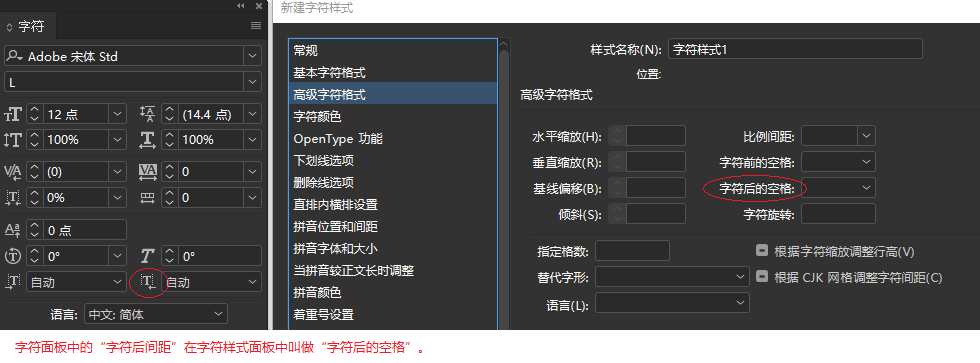 字符
Adobe 宋体 Std
L
12 点
(14.4 点)
100%
100%
(0)
0
0%
0
0 点
0°
0°
自动
自动
语言: 中文: 简体
新建字符样式
常规
基本字符格式
高级字符格式
字符颜色
OpenType 功能
下划线选项
删除线选项
直排内横排设置
拼音位置和间距
拼音字体和大小
当拼音较正文长时调整
拼音颜色
着重号设置
样式名称(N): 字符样式1
位置:
高级字符格式
水平缩放(H):
比例间距:
垂直缩放(R):
字符前的空格:
基线偏移(B):
字符后的空格:
倾斜(S):
字符旋转:
指定格数:
根据字符缩放调整行高(V)
替代字形:
根据 CJK 网格调整字符间距(C)
语言(L):
字符面板中的“字符后间距”在字符样式面板中叫做“字符后的空格”。